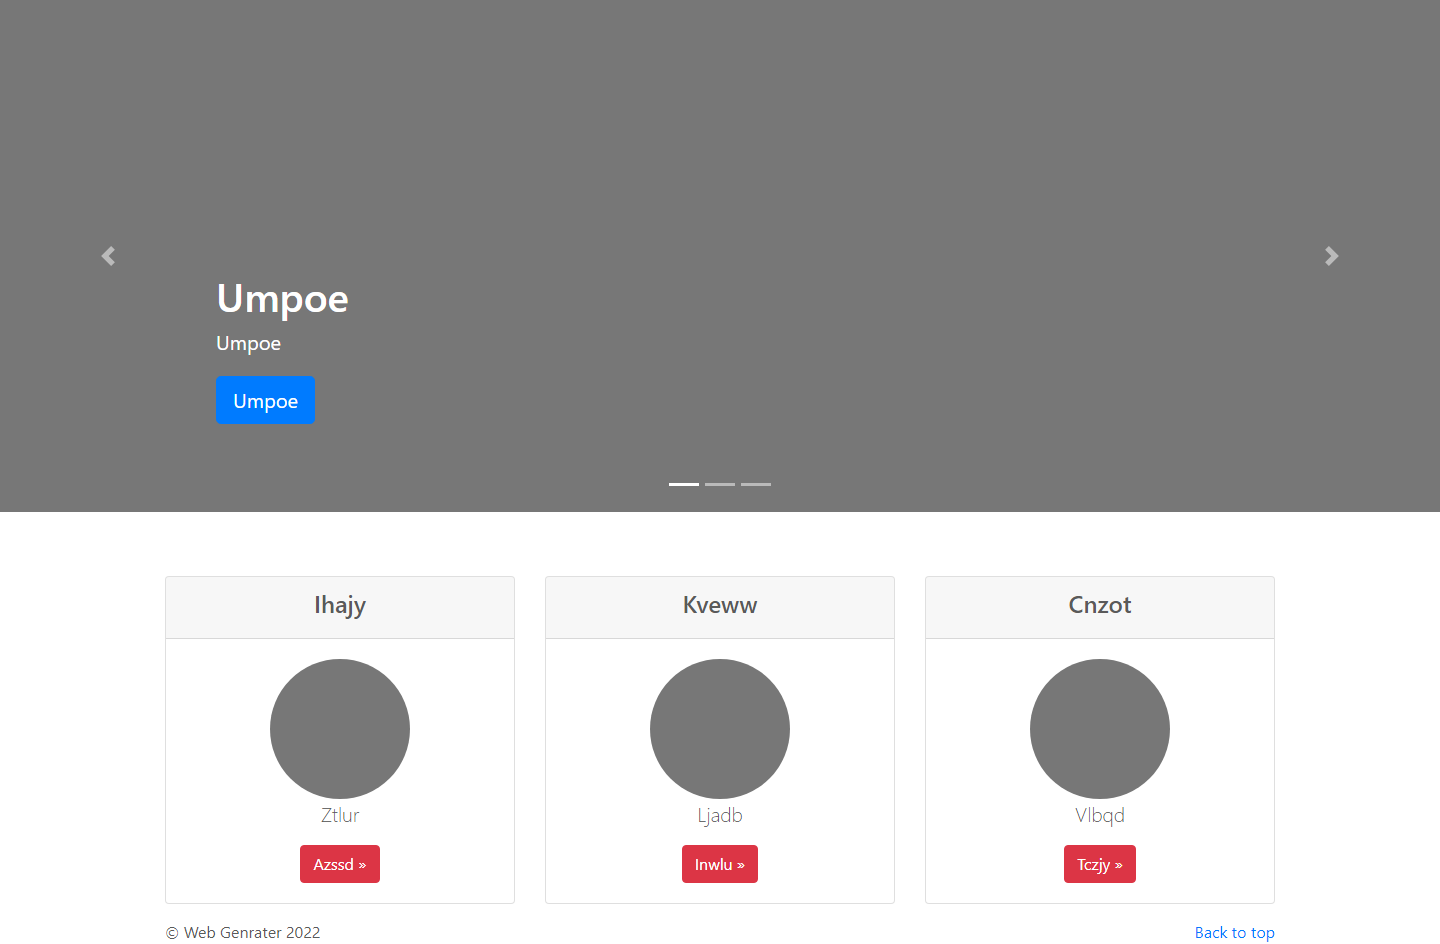 Umpoe
Umpoe
Umpoe
Ihajy
Kveww
Cnzot
Ztlur
Ljadb
Vlbqd
Azssd »
Inwlu »
Tczjy »
© Web Genrater 2022
Back to top